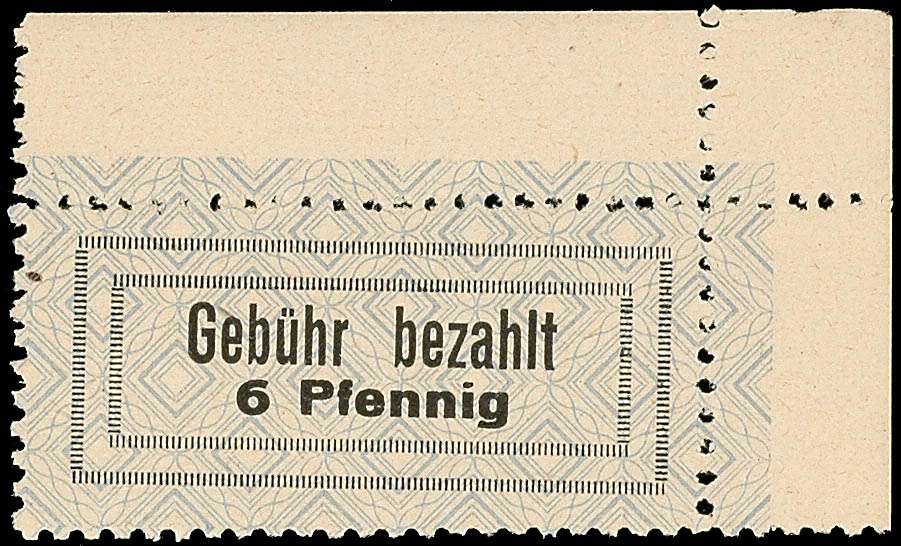 Gebühr bezahlt
6 Pfennig